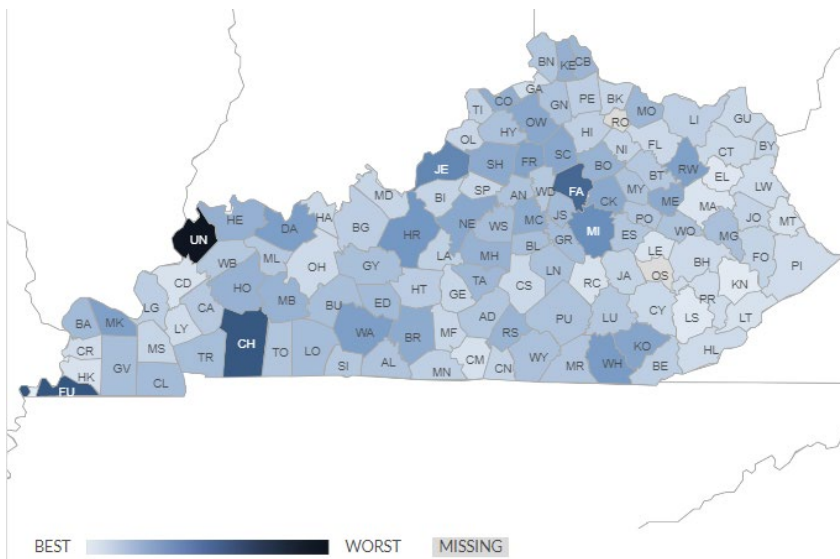 BN KE CB
GA
TI CO GN PE BK MO LI GU
OW RO
OL HY HI FL
NI CT BY
JE SH FR SC BO BT RW EL
MD SP AN WD FA MY LW
BI CK ME MA
UN HE DA HA BG HR NE WS MC JS MI PO JO MT
LA BL GR ES WO MG
WB ML OH GY MH LE BH FO PI
CD HO TA LN RC JA OS KN
LG CA MB BU ED HT GE CS PR
BA MK LY WA AD PU LU CY LS LT
CR MS CH BR MF RS KO
TR TO LO WY HL
HK GV CL SI AL MN CM CN MR WH BE
FU
BEST WORST MISSING